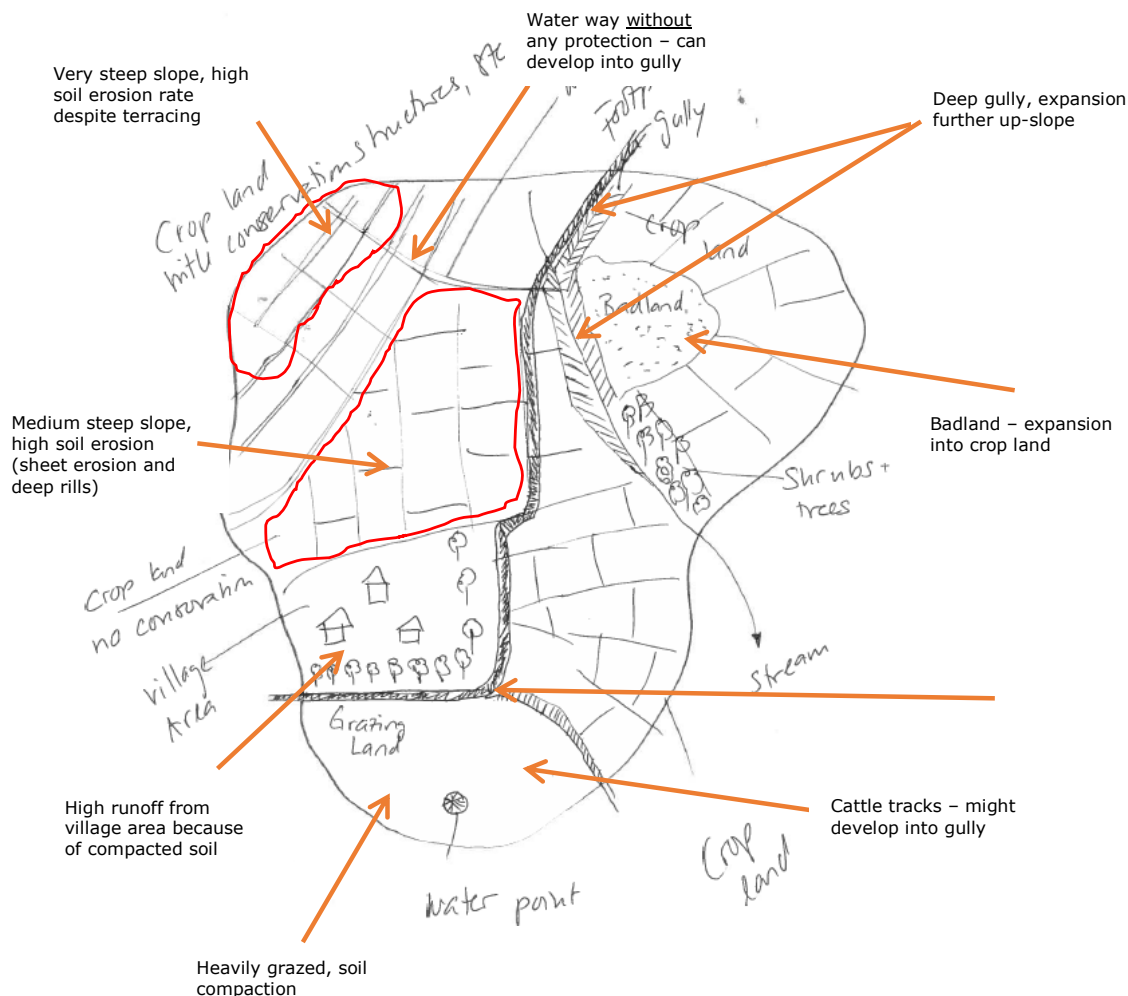 Water way without
any protection – can
develop into gully
Very steep slope, high
soil erosion rate
despite terracing
Deep gully, expansion
further up-slope
gully
Crop land
with conservation structures, etc
Crop
land
Badland
Badland – expansion
into crop land
Medium steep slope,
high soil erosion
(sheet erosion and
deep rills)
Shrubs +
trees
Crop land
no conservation
village
Area
Stream
Grazing
Land
High runoff from
village area because
of compacted soil
Cattle tracks – might
develop into gully
Crop
land
water point
Heavily grazed, soil
compaction